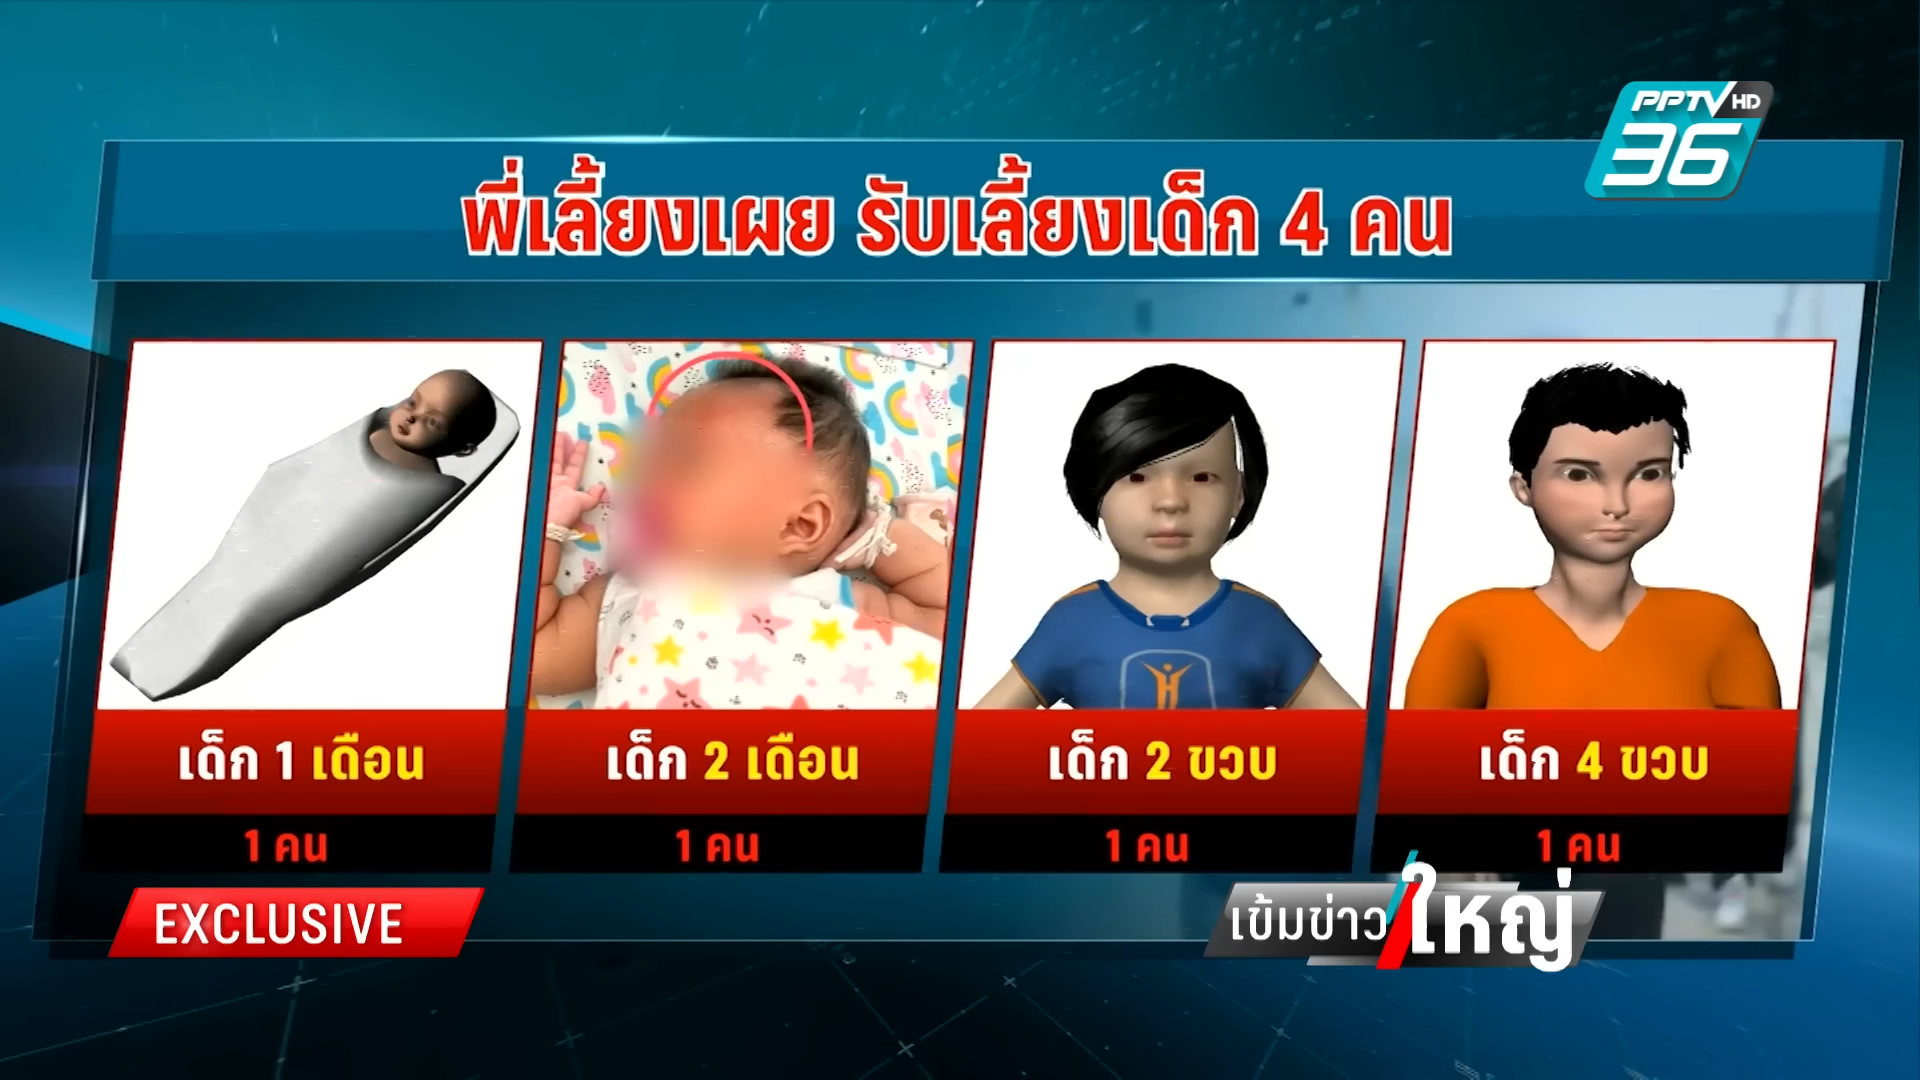 PPTV HD
36
พี่เลี้ยงเผย รับเลี้ยงเด็ก 4 คน
เด็ก 1 เดือน
1 คน
เด็ก 2 เดือน
1 คน
เด็ก 2 ขวบ
1 คน
เด็ก 4 ขวบ
1 คน
EXCLUSIVE
เข้มข่าวใหญ่